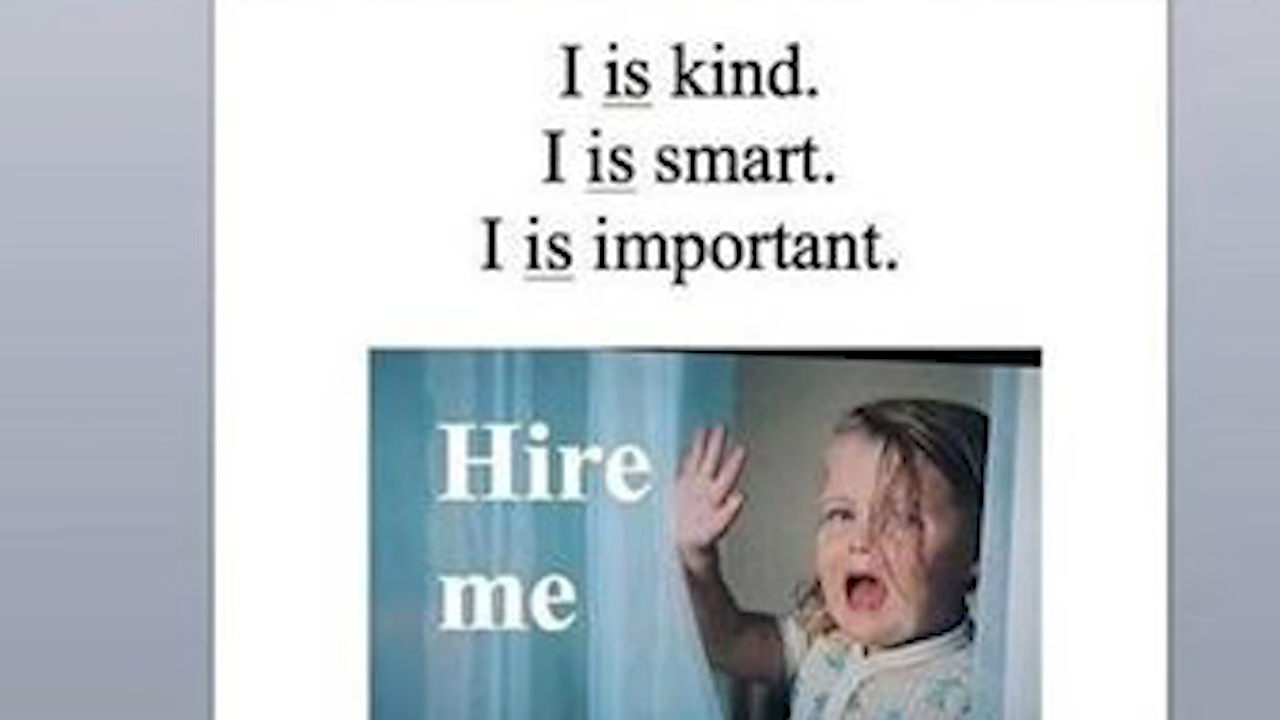 I is kind.
I is smart.
I is important.
Hire
me